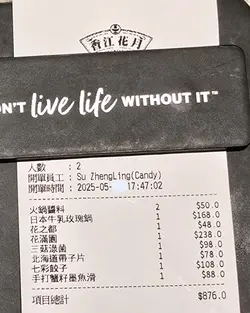 香江花月
N'T live life WITHOUT IT™
人數 : 2
開單員工 : Su ZhengLing(Candy)
開單時間 : 2025-05- 17:47:02
火鍋醬料 2 $50.0
日本牛乳玫瑰鍋 1 $168.0
花之都 1 $48.0
花滿園 1 $238.0
三菇淥菌 1 $98.0
北海道帶子片 1 $78.0
七彩餃子 1 $108.0
手打蟹籽墨魚滑 1 $88.0
項目總計 $876.0